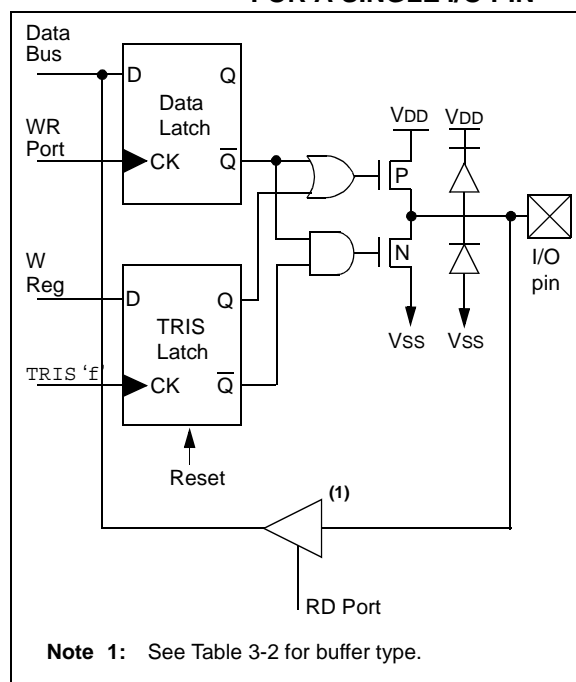 FOR A SINGLE I/O PIN
Data
Bus
D
Q
Data
Latch
WR
Port
CK
Q̅
VDD
VDD
P
N
I/O
pin
W
Reg
D
Q
TRIS
Latch
TRIS ‘f’
CK
Q̅
VSS
VSS
Reset
(1)
RD Port
Note 1: See Table 3-2 for buffer type.